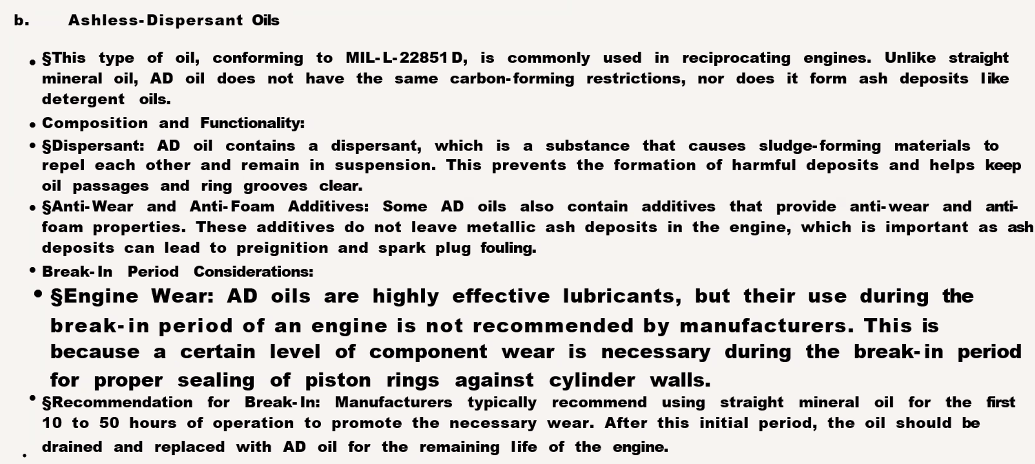 b. Ashless-Dispersant Oils
• §This type of oil, conforming to MIL-L-22851D, is commonly used in reciprocating engines. Unlike straight
mineral oil, AD oil does not have the same carbon-forming restrictions, nor does it form ash deposits like
detergent oils.
• Composition and Functionality:
• §Dispersant: AD oil contains a dispersant, which is a substance that causes sludge-forming materials to
repel each other and remain in suspension. This prevents the formation of harmful deposits and helps keep
oil passages and ring grooves clear.
• §Anti-Wear and Anti-Foam Additives: Some AD oils also contain additives that provide anti-wear and anti-
foam properties. These additives do not leave metallic ash deposits in the engine, which is important as ash
deposits can lead to preignition and spark plug fouling.
• Break-In Period Considerations:
• §Engine Wear: AD oils are highly effective lubricants, but their use during the
break-in period of an engine is not recommended by manufacturers. This is
because a certain level of component wear is necessary during the break-in period
for proper sealing of piston rings against cylinder walls.
• §Recommendation for Break-In: Manufacturers typically recommend using straight mineral oil for the first
10 to 50 hours of operation to promote the necessary wear. After this initial period, the oil should be
drained and replaced with AD oil for the remaining life of the engine.